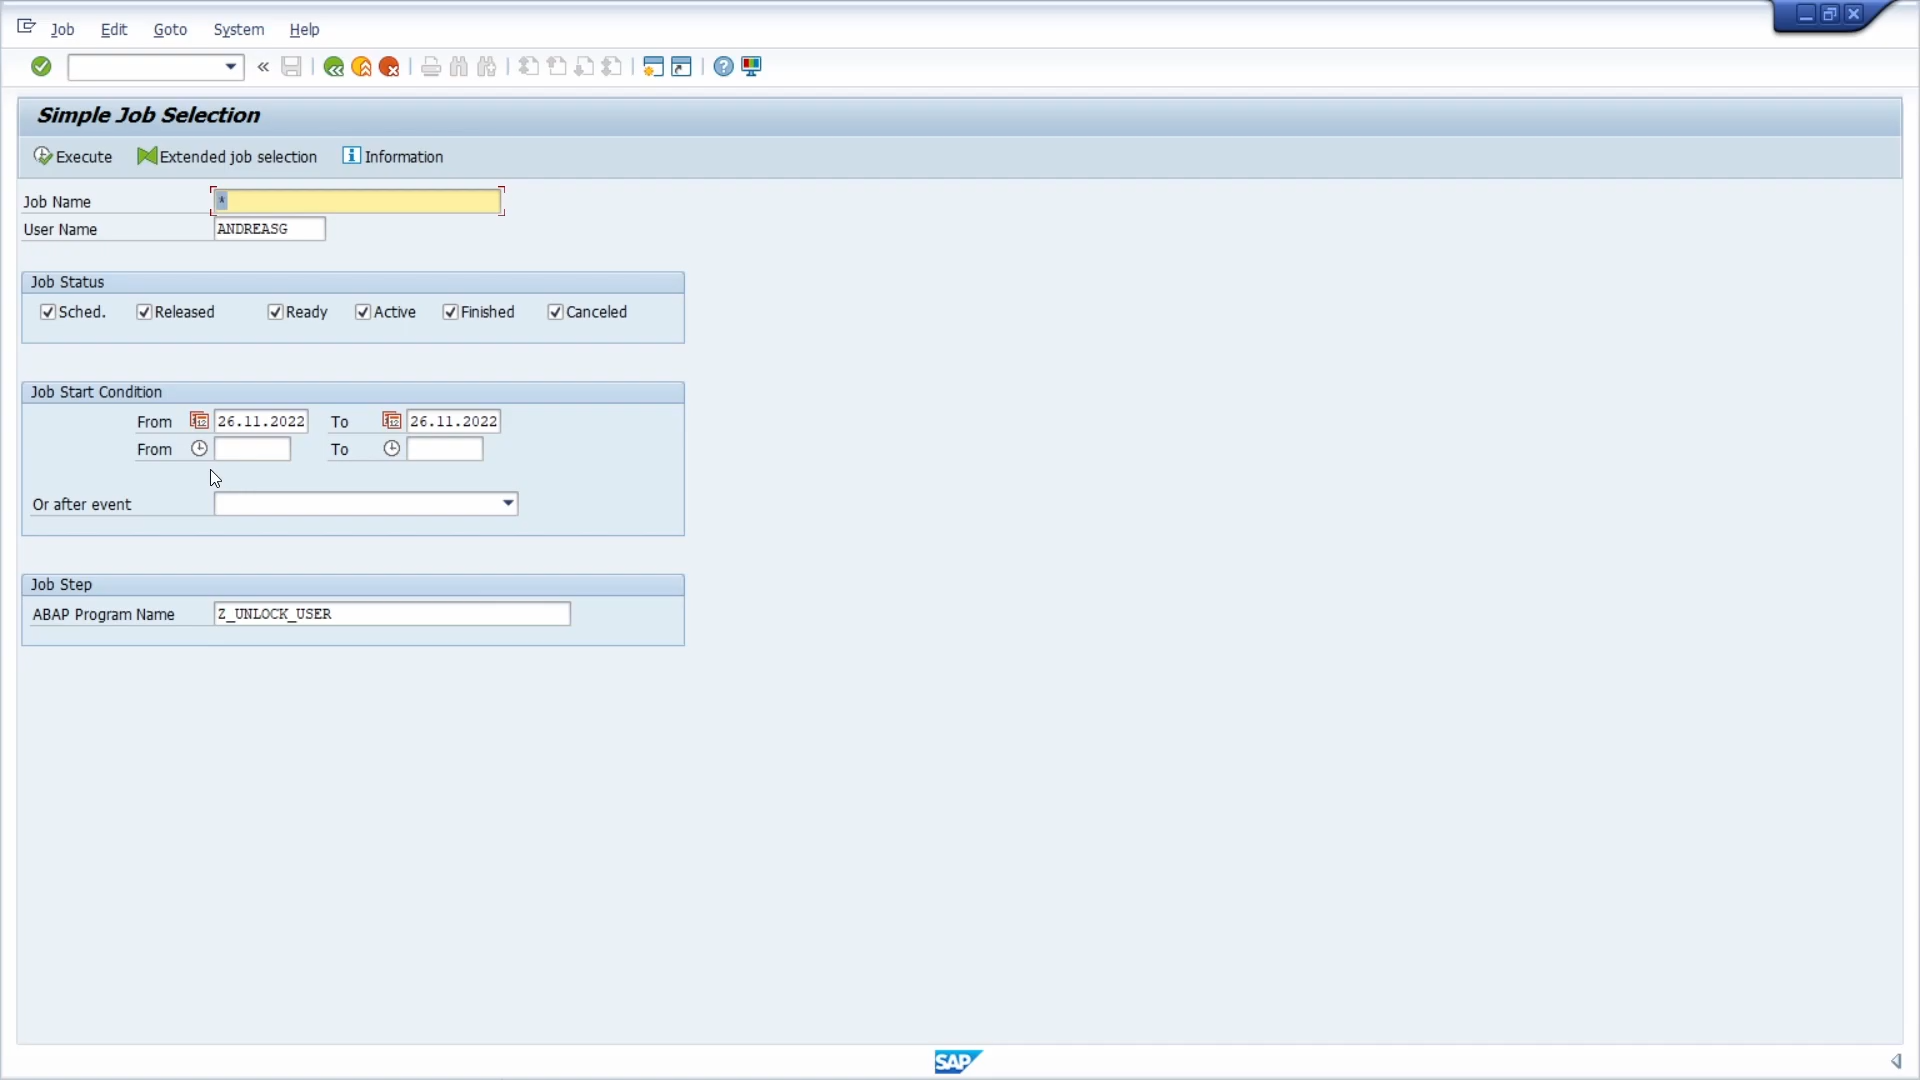 Job Edit Goto System Help
Simple Job Selection
Execute Extended job selection Information
Job Name *
User Name ANDREASG
Job Status
Sched. Released Ready Active Finished Canceled
Job Start Condition
From 26.11.2022 To 26.11.2022
From To
Or after event
Job Step
ABAP Program Name Z_UNLOCK_USER
SAP